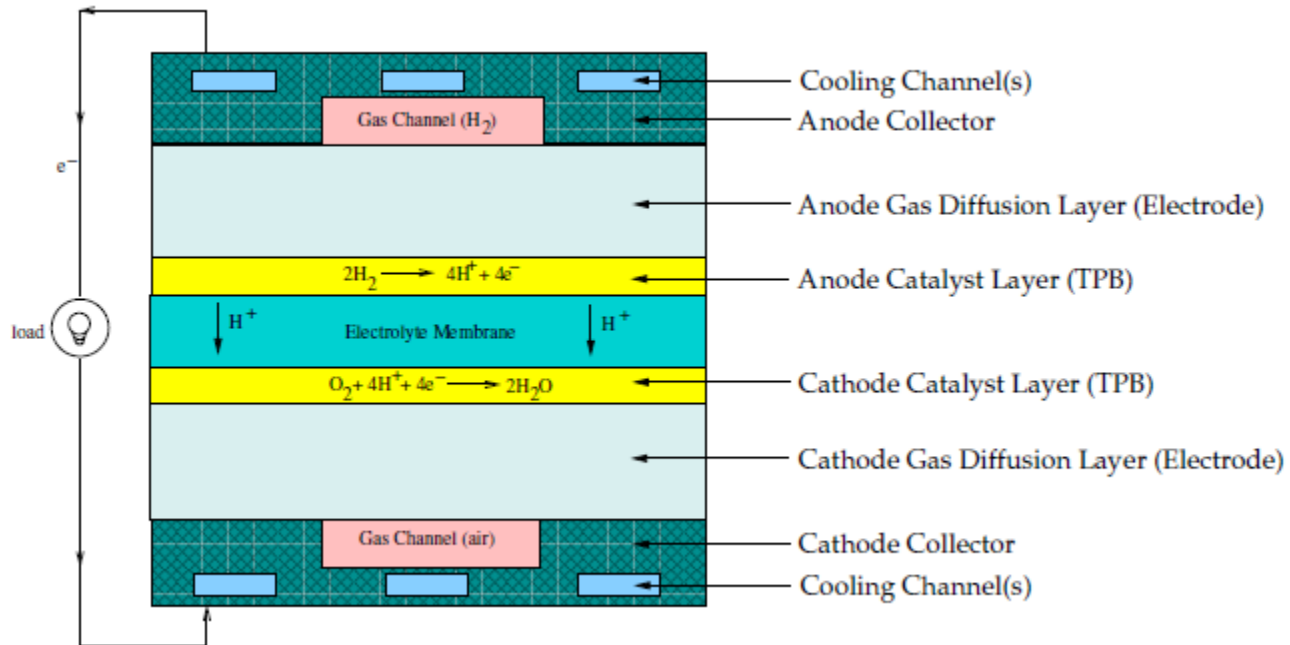 Cooling Channel(s)
Gas Channel (H2)
Anode Collector
e−
Anode Gas Diffusion Layer (Electrode)
2H2 → 4H+ + 4e−
Anode Catalyst Layer (TPB)
H+
H+
load
Electrolyte Membrane
O2+ 4H++ 4e− → 2H2O
Cathode Catalyst Layer (TPB)
Cathode Gas Diffusion Layer (Electrode)
Gas Channel (air)
Cathode Collector
Cooling Channel(s)